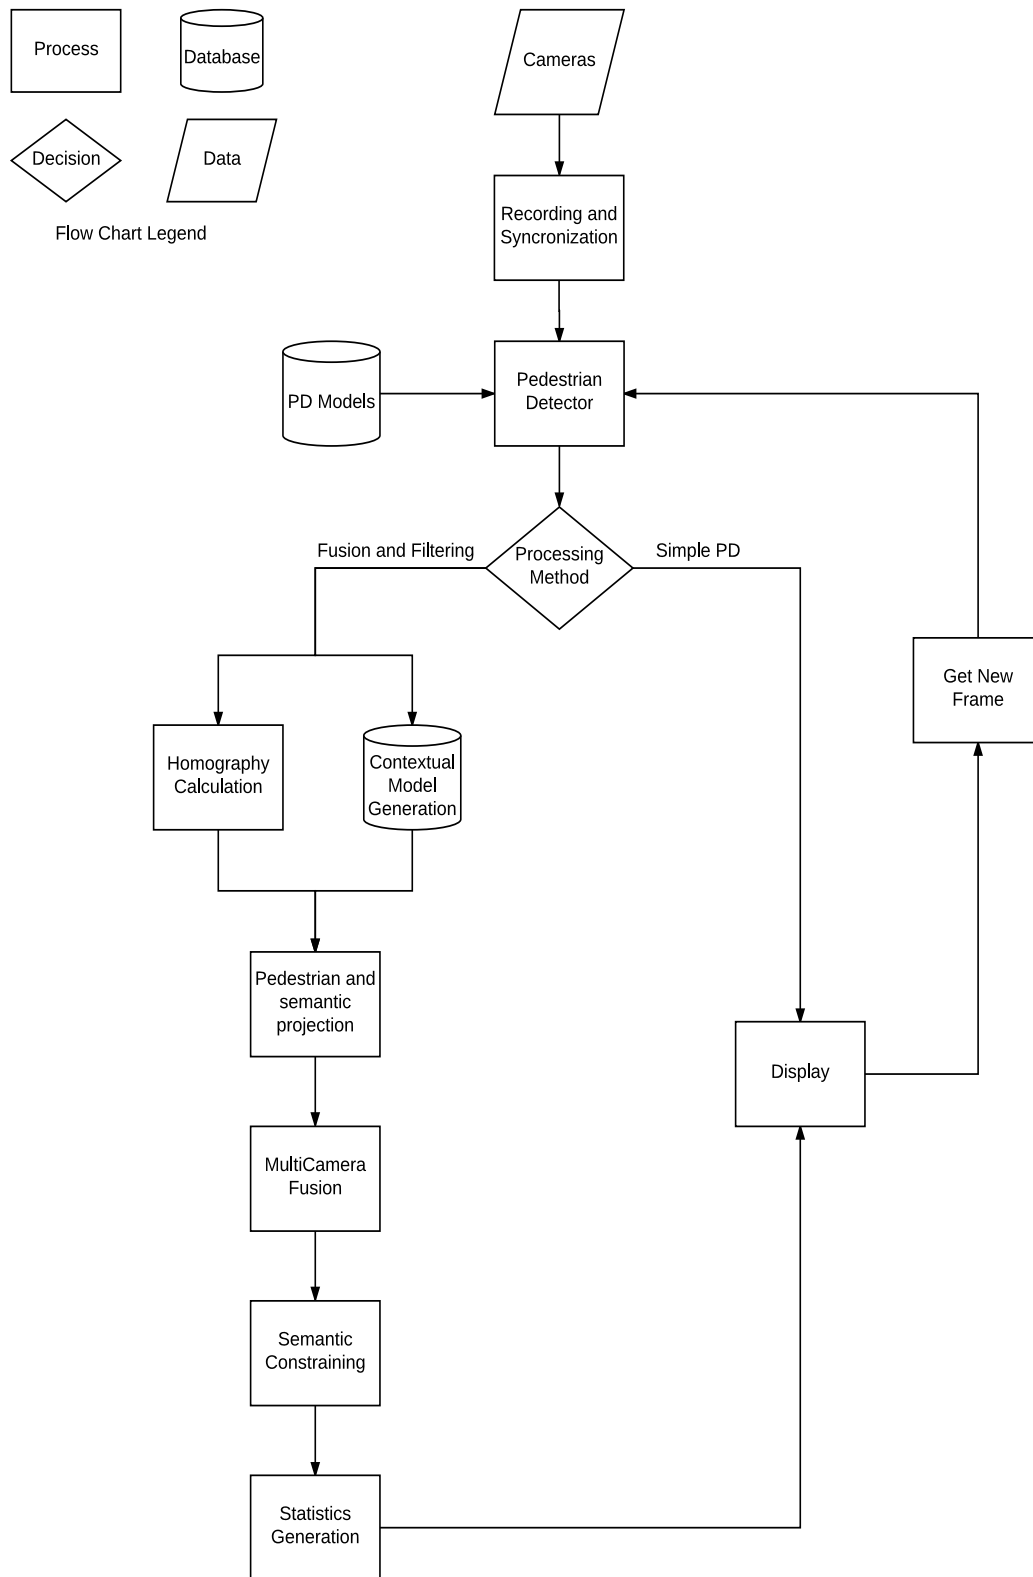 Process
Database
Cameras
Decision
Data
Flow Chart Legend
Recording and
Syncronization
PD Models
Pedestrian
Detector
Fusion and Filtering
Processing
Method
Simple PD
Get New
Frame
Homography
Calculation
Contextual
Model
Generation
Pedestrian and
semantic
projection
Display
MultiCamera
Fusion
Semantic
Constraining
Statistics
Generation